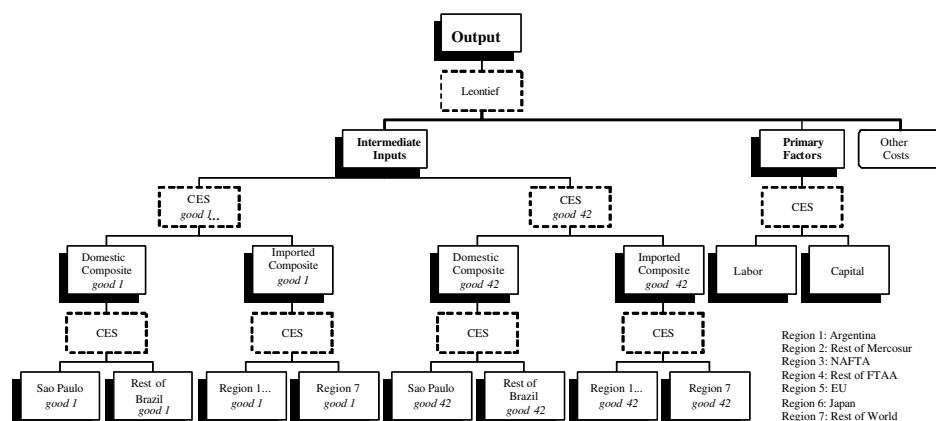 Output
Leontief
Intermediate
Inputs
Primary
Factors
Other
Costs
CES
good 1...
CES
good 42
CES
Domestic
Composite
good 1
Imported
Composite
good 1
Domestic
Composite
good 42
Imported
Composite
good 42
Labor
Capital
CES
CES
CES
CES
Sao Paulo
good 1
Rest of
Brazil
good 1
Region 1...
good 1
Region 7
good 1
Sao Paulo
good 42
Rest of
Brazil
good 42
Region 1...
good 42
Region 7
good 42
Region 1: Argentina
Region 2: Rest of Mercosur
Region 3: NAFTA
Region 4: Rest of FTAA
Region 5: EU
Region 6: Japan
Region 7: Rest of World